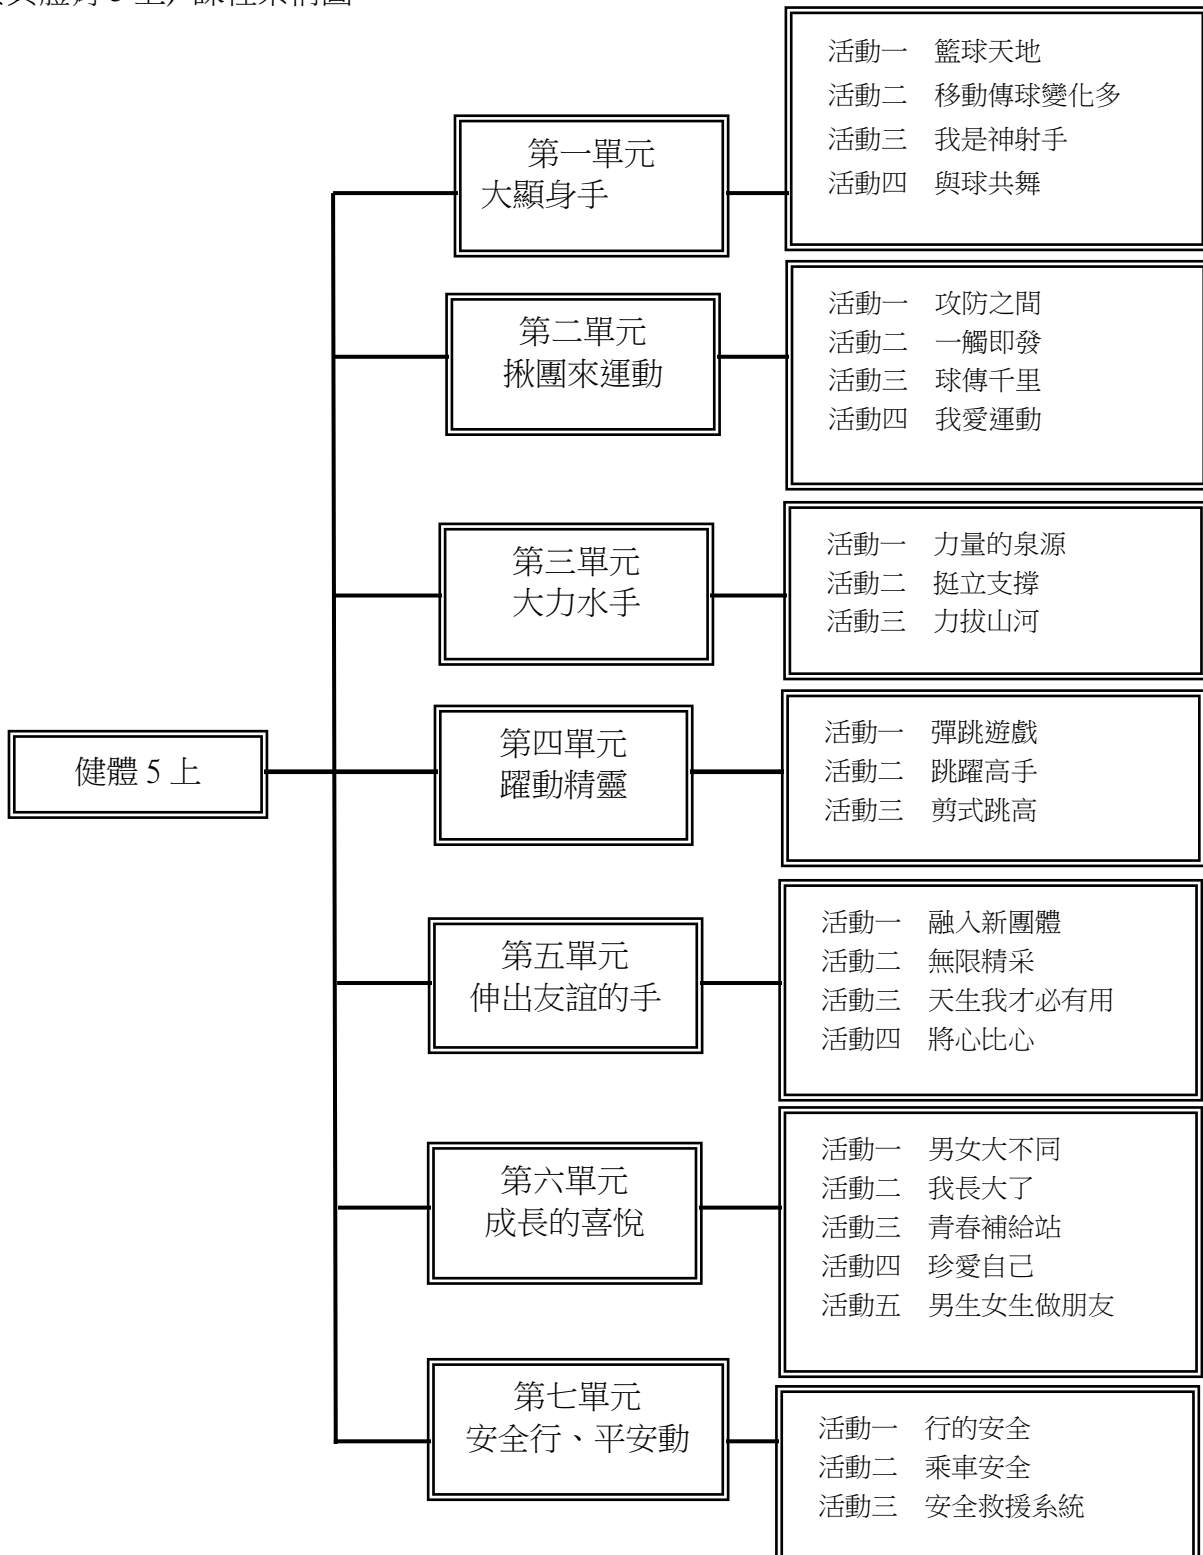 體育 5 上, 課程架構圖
健體 5 上
第一單元
大顯身手
活動一　籃球天地
活動二　移動傳球變化多
活動三　我是神射手
活動四　與球共舞
第二單元
揪團來運動
活動一　攻防之間
活動二　一觸即發
活動三　球傳千里
活動四　我愛運動
第三單元
大力水手
活動一　力量的泉源
活動二　挺立支撐
活動三　力拔山河
第四單元
躍動精靈
活動一　彈跳遊戲
活動二　跳躍高手
活動三　剪式跳高
第五單元
伸出友誼的手
活動一　融入新團體
活動二　無限精采
活動三　天生我才必有用
活動四　將心比心
第六單元
成長的喜悅
活動一　男女大不同
活動二　我長大了
活動三　青春補給站
活動四　珍愛自己
活動五　男生女生做朋友
第七單元
安全行、平安動
活動一　行的安全
活動二　乘車安全
活動三　安全救援系統